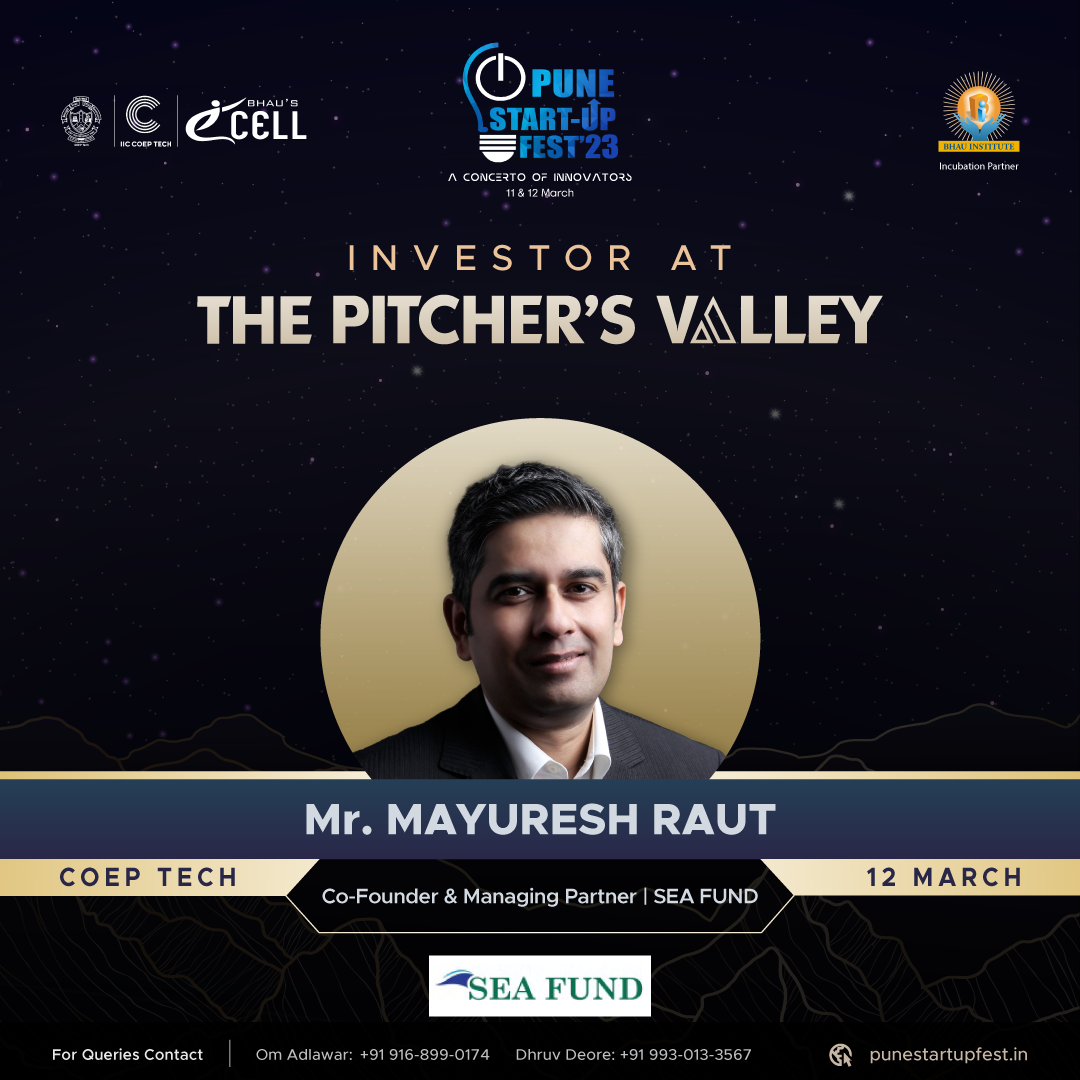 IIC COEP TECH
BHAU'S
CELL
PUNE
START-UP
FEST'23
A CONCERTO OF INNOVATORS
11 & 12 March
BHAU INSTITUTE
Incubation Partner
INVESTOR AT
THE PITCHER'S VALLEY
Mr. MAYURESH RAUT
COEP TECH
12 MARCH
Co-Founder & Managing Partner | SEA FUND
SEA FUND
For Queries Contact
Om Adlawar: +91 916-899-0174
Dhruv Deore: +91 993-013-3567
punestartupfest.in